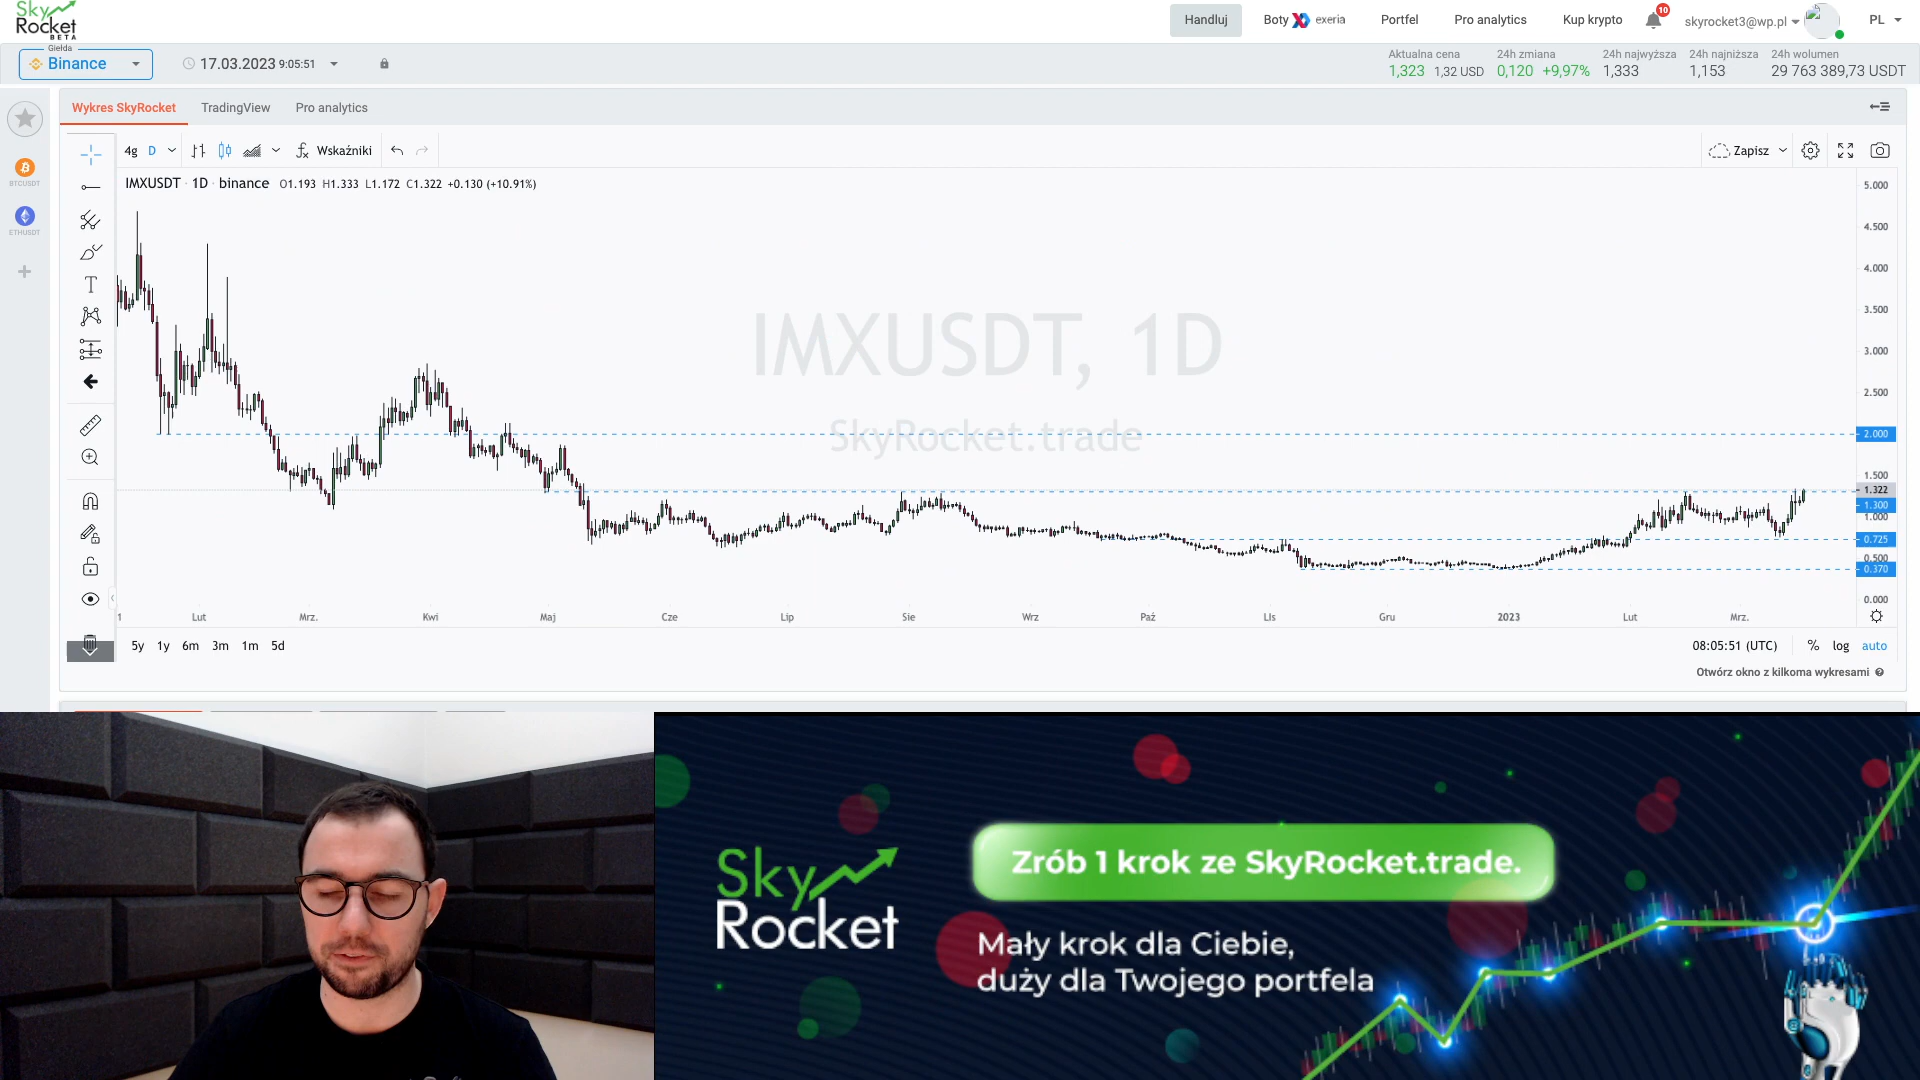 Sky
Rocket
BETA
Handluj
Boty exeria
Portfel
Pro analytics
Kup krypto
10
skyrocket3@wp.pl
PL
Giełda
Binance
17.03.2023 9:05:51
Aktualna cena
1,323 1,32 USD
24h zmiana
0,120 +9,97%
24h najwyższa
1,333
24h najniższa
1,153
24h wolumen
29 763 389,73 USDT
BTCUSDT
ETHUSDT
Wykres SkyRocket
TradingView
Pro analytics
4g D
Wskaźniki
Zapisz
IMXUSDT · 1D · binance O1.193 H1.333 L1.172 C1.322 +0.130 (+10.91%)
IMXUSDT, 1D
SkyRocket.trade
5.000
4.500
4.000
3.500
3.000
2.500
2.000
1.500
1.322
1.300
1.000
0.725
0.500
0.370
0.000
1 Lut Mrz. Kwi Maj Cze Lip Sie Wrz Paź LIs Gru 2023 Lut Mrz.
5y 1y 6m 3m 1m 5d
08:05:51 (UTC) % log auto
Otwórz okno z kilkoma wykresami
Sky
Rocket
Zrób 1 krok ze SkyRocket.trade.
Mały krok dla Ciebie,
duży dla Twojego portfela